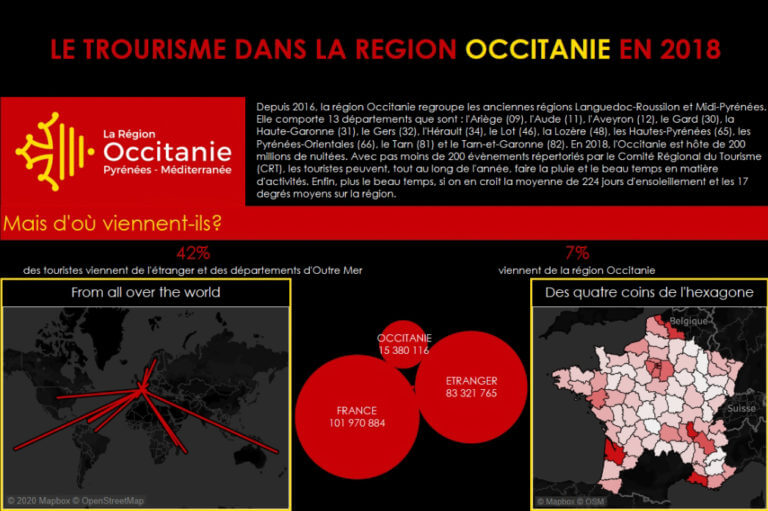 LE TROURISME DANS LA REGION OCCITANIE EN 2018
La Région
Occitanie
Pyrénées - Méditerranée
Depuis 2016, la région Occitanie regroupe les anciennes régions Languedoc-Roussilon et Midi-Pyrénées.
Elle comporte 13 départements que sont : l'Ariège (09), l'Aude (11), l'Aveyron (12), le Gard (30), la
Haute-Garonne (31), le Gers (32), l'Hérault (34), le Lot (46), la Lozère (48), les Hautes-Pyrénées (65), les
Pyrénées-Orientales (66), le Tarn (81) et le Tarn-et-Garonne (82). En 2018, l'Occitanie est hôte de 200
millions de nuitées. Avec pas moins de 200 évènements répertoriés par le Comité Régional du Tourisme
(CRT), les touristes peuvent, tout au long de l'année, faire la pluie et le beau temps en matière
d'activités. Enfin, plus le beau temps, si on en croit la moyenne de 224 jours d'ensoleillement et les 17
degrés moyens sur la région.
Mais d'où viennent-ils?
42%
des touristes viennent de l'étranger et des départements d'Outre Mer
7%
viennent de la région Occitanie
From all over the world
© 2020 Mapbox © OpenStreetMap
OCCITANIE
15 380 116
ETRANGER
83 321 765
FRANCE
101 970 884
Des quatre coins de l'hexagone
Belgique
Suisse
© Mapbox © OSM